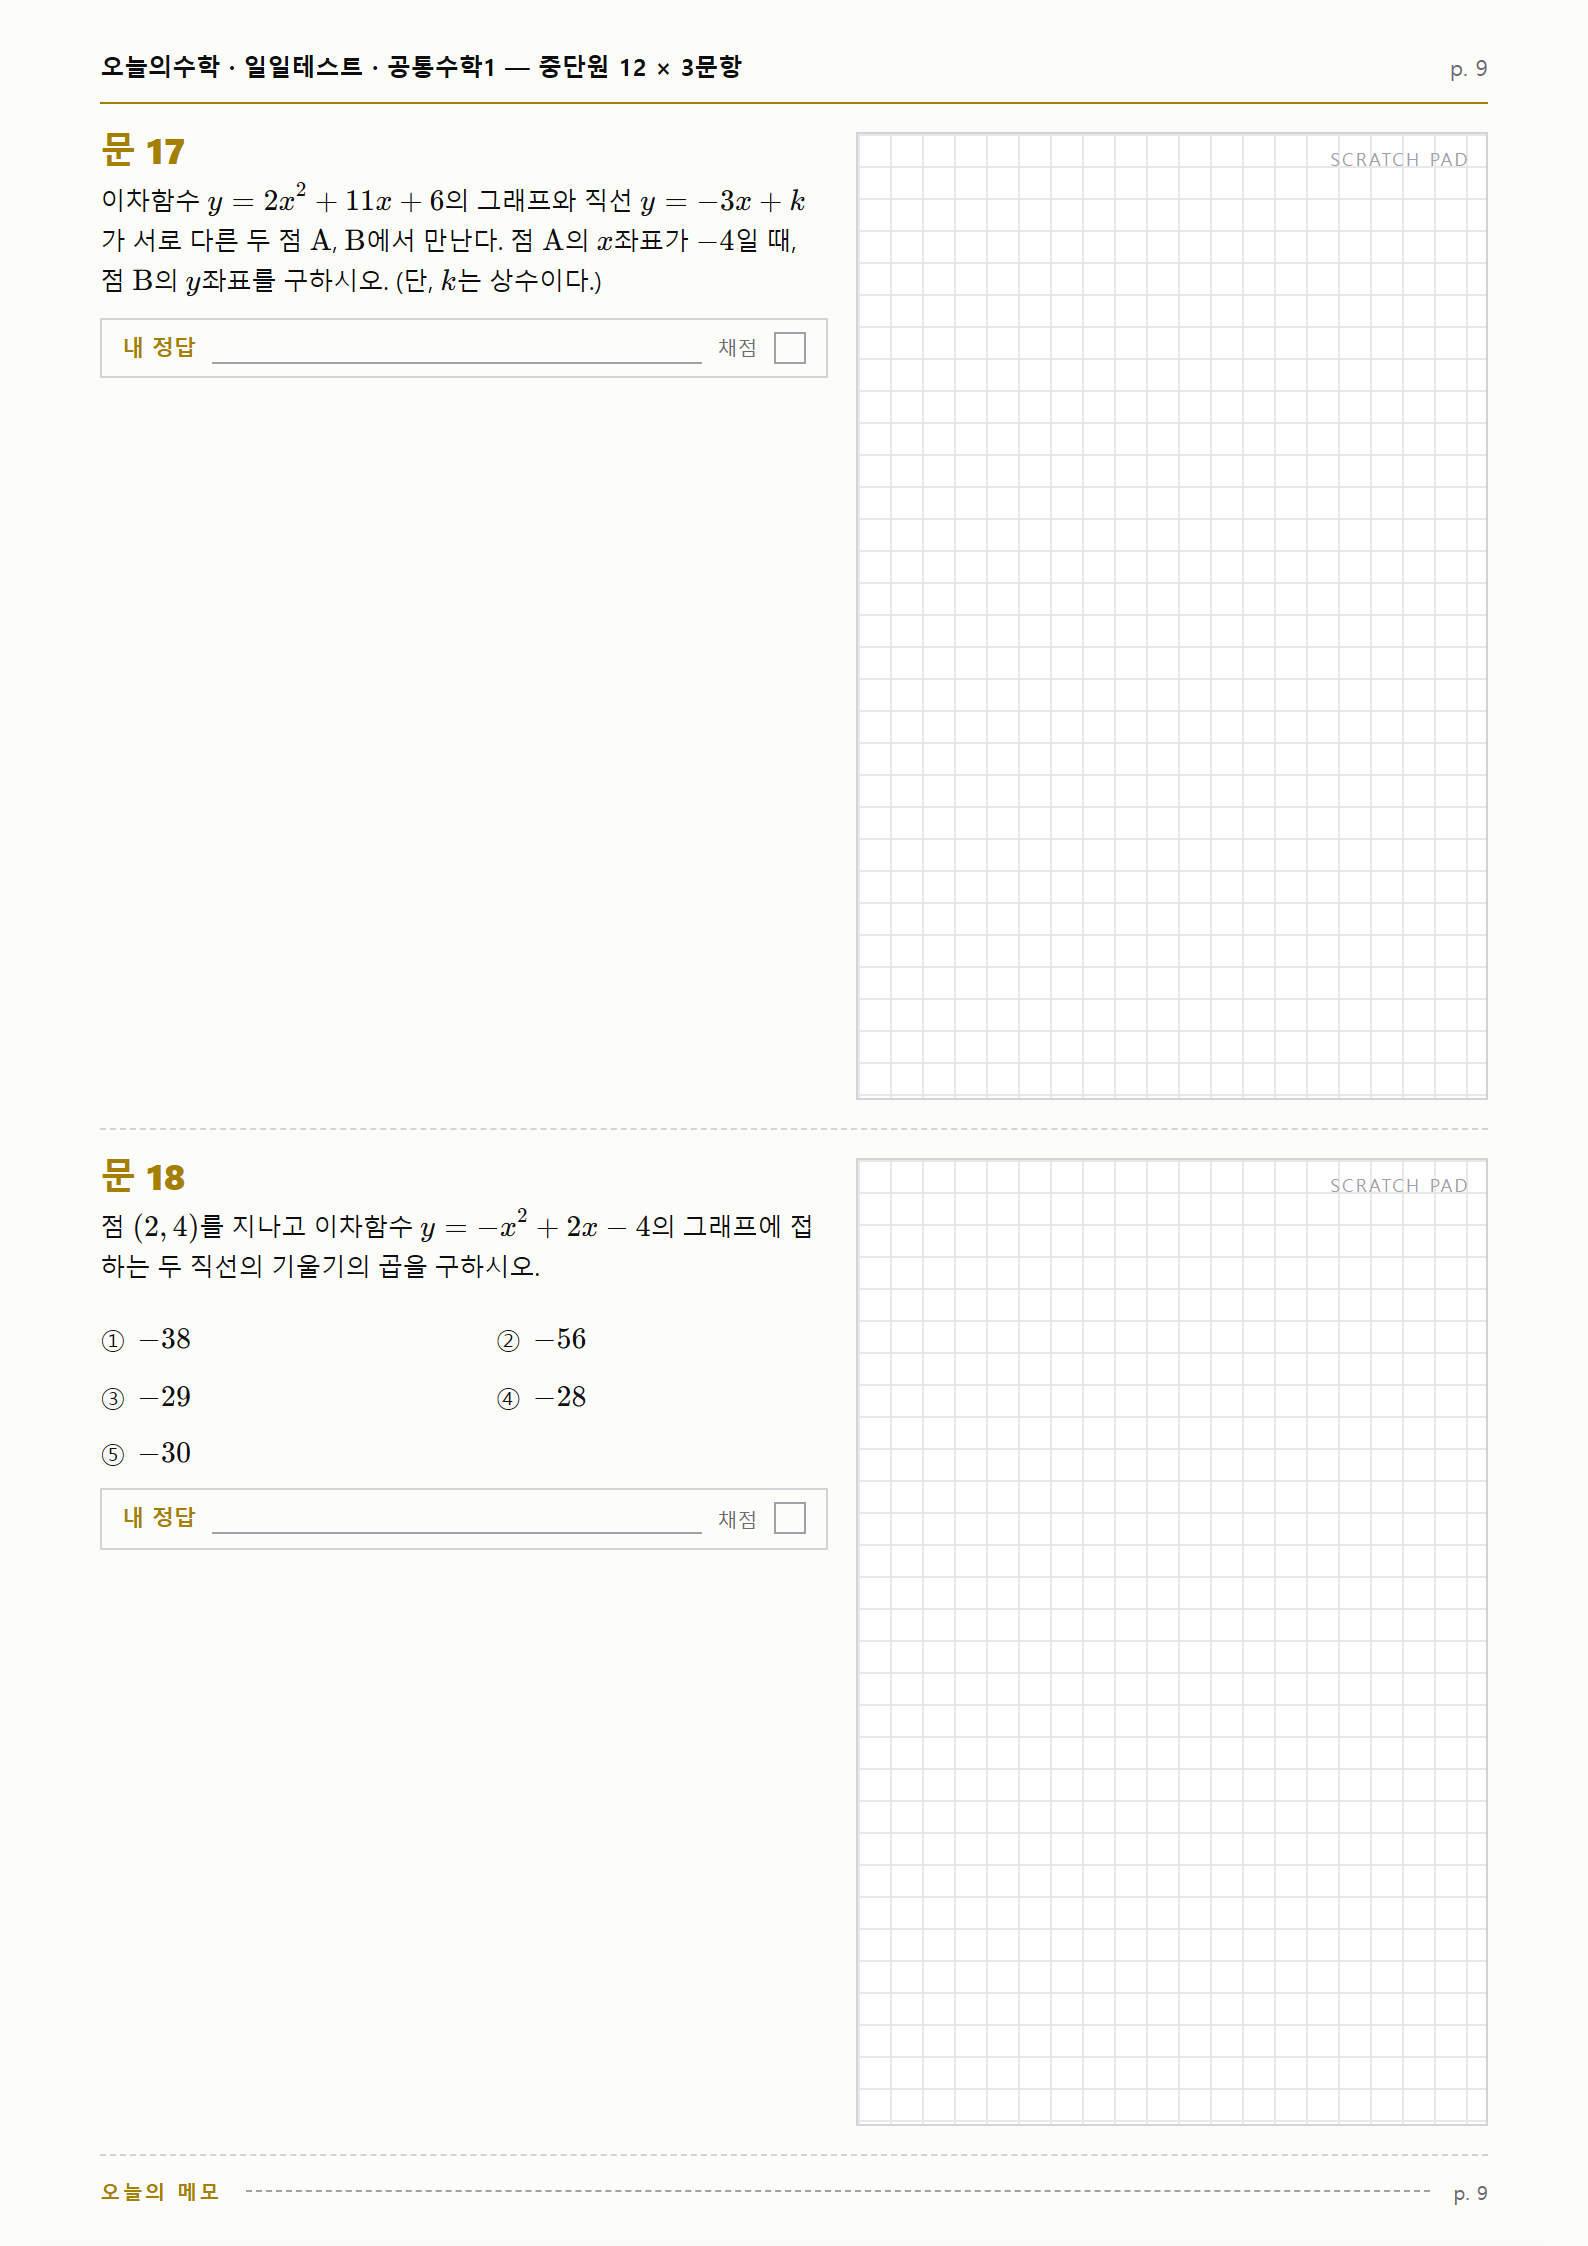 오늘의수학 · 일일테스트 · 공통수학1 — 중단원 12 × 3문항
p. 9
문 17
이차함수 y = 2x² + 11x + 6의 그래프와 직선 y = −3x + k
가 서로 다른 두 점 A, B에서 만난다. 점 A의 x좌표가 −4일 때,
점 B의 y좌표를 구하시오. (단, k는 상수이다.)
내 정답
채점
SCRATCH PAD
문 18
점 (2, 4)를 지나고 이차함수 y = −x² + 2x − 4의 그래프에 접
하는 두 직선의 기울기의 곱을 구하시오.
① −38
② −56
③ −29
④ −28
⑤ −30
내 정답
채점
SCRATCH PAD
오늘의 메모
p. 9